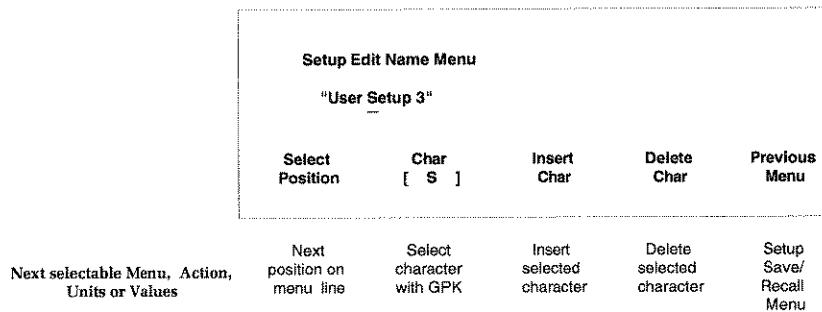 Setup Edit Name Menu
"User Setup 3"
Select Char Insert Delete Previous
Position [ S ] Char Char Menu
Next Select Insert Delete Setup
Next selectable Menu, Action, position on character selected selected Save/
Units or Values menu line with GPK character character Recall
Menu